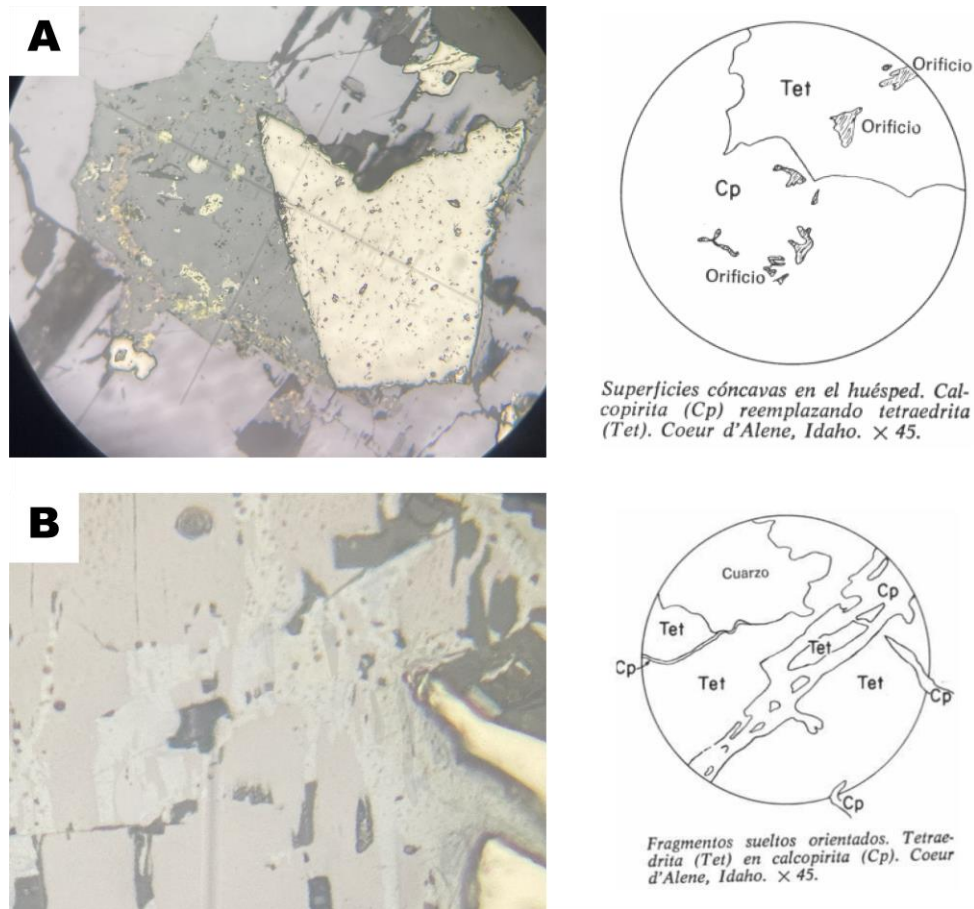 A
Tet
Orificio
Orificio
Cp
Orificio
Superficies cóncavas en el huésped. Cal-
copirita (Cp) reemplazando tetraedrita
(Tet). Coeur d'Alene, Idaho. × 45.
B
Cuarzo
Cp
Tet
Tet
Cp
Tet
Tet
Cp
Cp
Fragmentos sueltos orientados. Tetrae-
drita (Tet) en calcopirita (Cp). Coeur
d'Alene, Idaho. × 45.